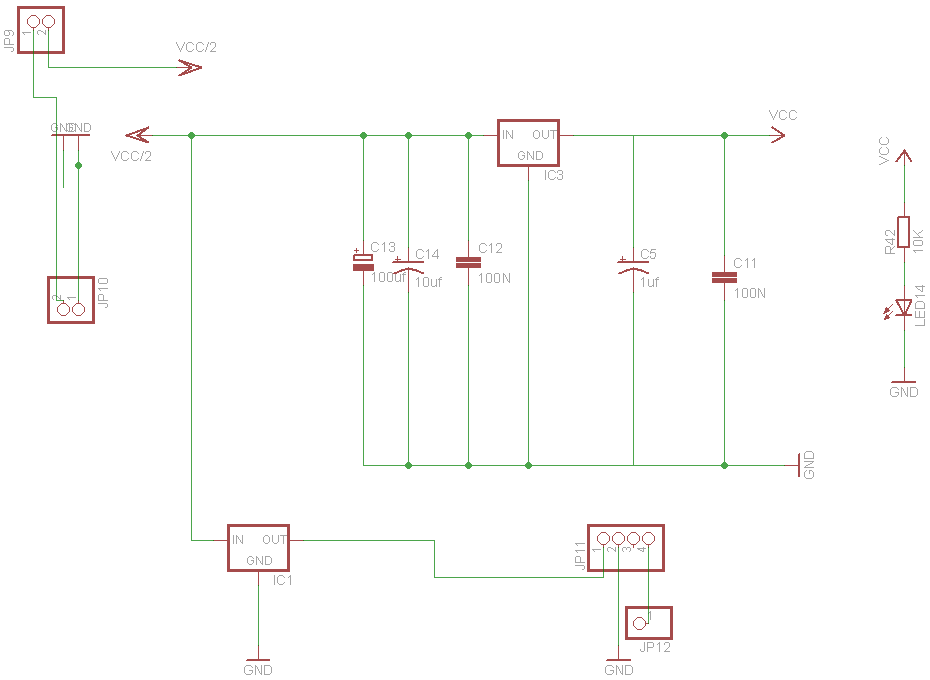 JP9
1
2
VCC/2
GND
GND
VCC/2
IN
OUT
GND
IC3
VCC
VCC
C13
100uf
C14
10uf
C12
100N
C5
1uf
C11
100N
R42
10K
LED14
GND
2
1
JP10
GND
IN
OUT
GND
IC1
GND
JP11
1
2
3
4
1
JP12
GND